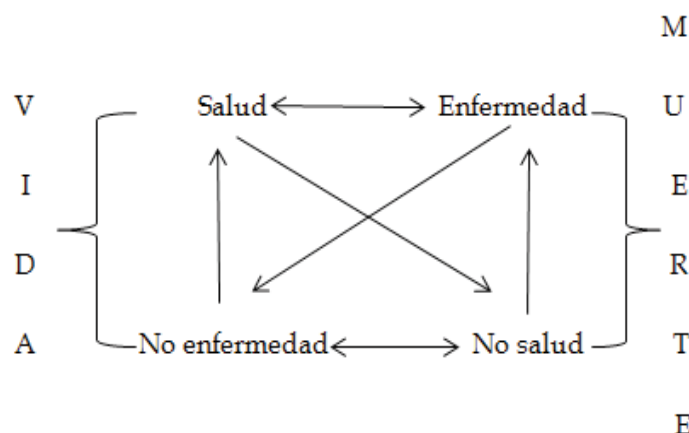 M
V Salud Enfermedad U
I E
D R
A No enfermedad No salud T
E